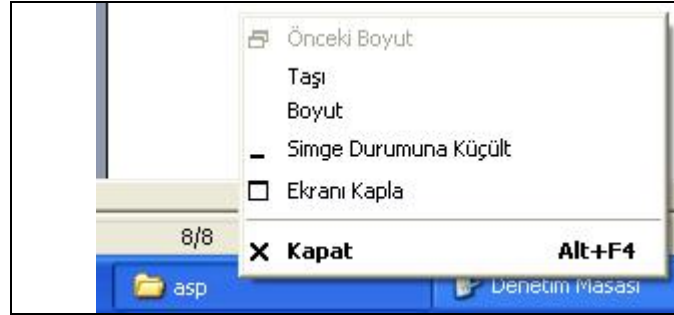 Önceki Boyut
Taşı
Boyut
Simge Durumuna Küçült
Ekranı Kapla
8/8
Kapat Alt+F4
asp Denetim Masası